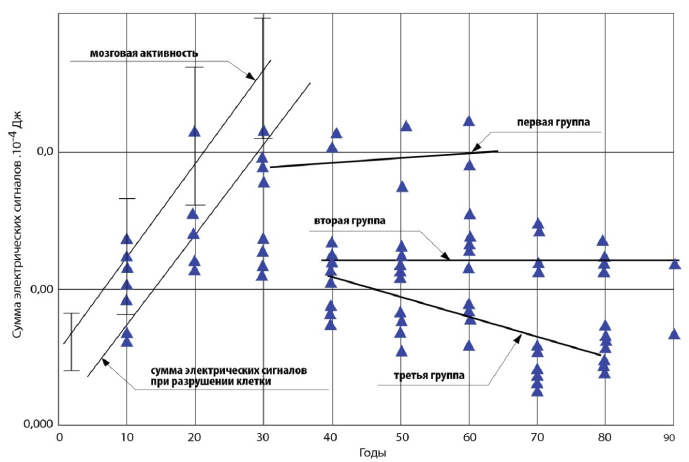 мозговая активность
первая группа
0,0
вторая группа
0,00
сумма электрических сигналов
при разрушении клетки
третья группа
0,000
0 10 20 30 40 50 60 70 80 90
Годы
Сумма электрических сигналов .10⁻⁴ Дж